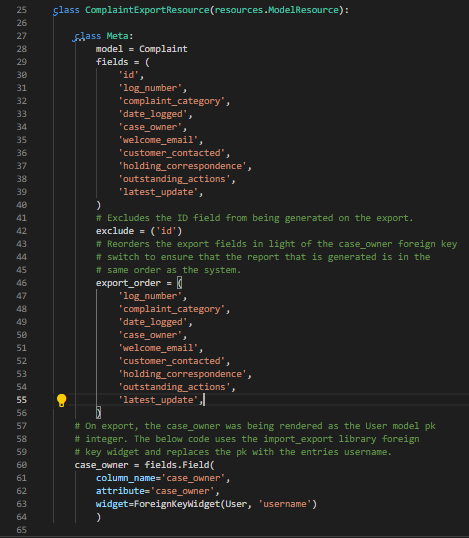 25 class ComplaintExportResource(resources.ModelResource):
26
27 class Meta:
28 model = Complaint
29 fields = (
30 'id',
31 'log_number',
32 'complaint_category',
33 'date_logged',
34 'case_owner',
35 'welcome_email',
36 'customer_contacted',
37 'holding_correspondence',
38 'outstanding_actions',
39 'latest_update',
40 )
41 # Excludes the ID field from being generated on the export.
42 exclude = ('id')
43 # Reorders the export fields in light of the case_owner foreign key
44 # switch to ensure that the report that is generated is in the
45 # same order as the system.
46 export_order = (
47 'log_number',
48 'complaint_category',
49 'date_logged',
50 'case_owner',
51 'welcome_email',
52 'customer_contacted',
53 'holding_correspondence',
54 'outstanding_actions',
55 'latest_update',
56 )
57 # On export, the case_owner was being rendered as the User model pk
58 # integer. The below code uses the import_export library foreign
59 # key widget and replaces the pk with the entries username.
60 case_owner = fields.Field(
61 column_name='case_owner',
62 attribute='case_owner',
63 widget=ForeignKeyWidget(User, 'username')
64 )
65